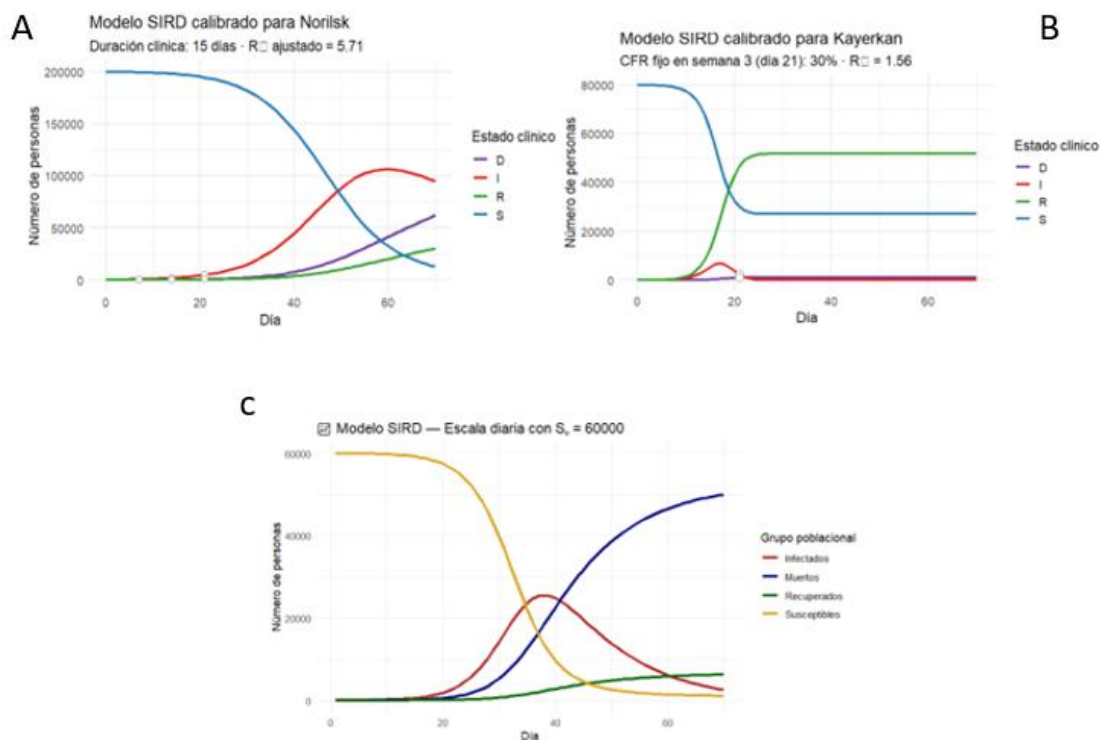 A
Modelo SIRD calibrado para Norilsk
Duración clínica: 15 días · R□ ajustado = 5.71
Número de personas
200000
150000
100000
50000
0
0
20
40
60
Día
Estado clínico
D
I
R
S
B
Modelo SIRD calibrado para Kayerkan
CFR fijo en semana 3 (día 21): 30% · R□ = 1.56
Número de personas
80000
60000
40000
20000
0
0
20
40
60
Día
Estado clínico
D
I
R
S
C
Modelo SIRD — Escala diaria con S = 60000
Número de personas
60000
40000
20000
0
0
20
40
60
Día
Grupo poblacional
Infectados
Muertos
Recuperados
Susceptibles